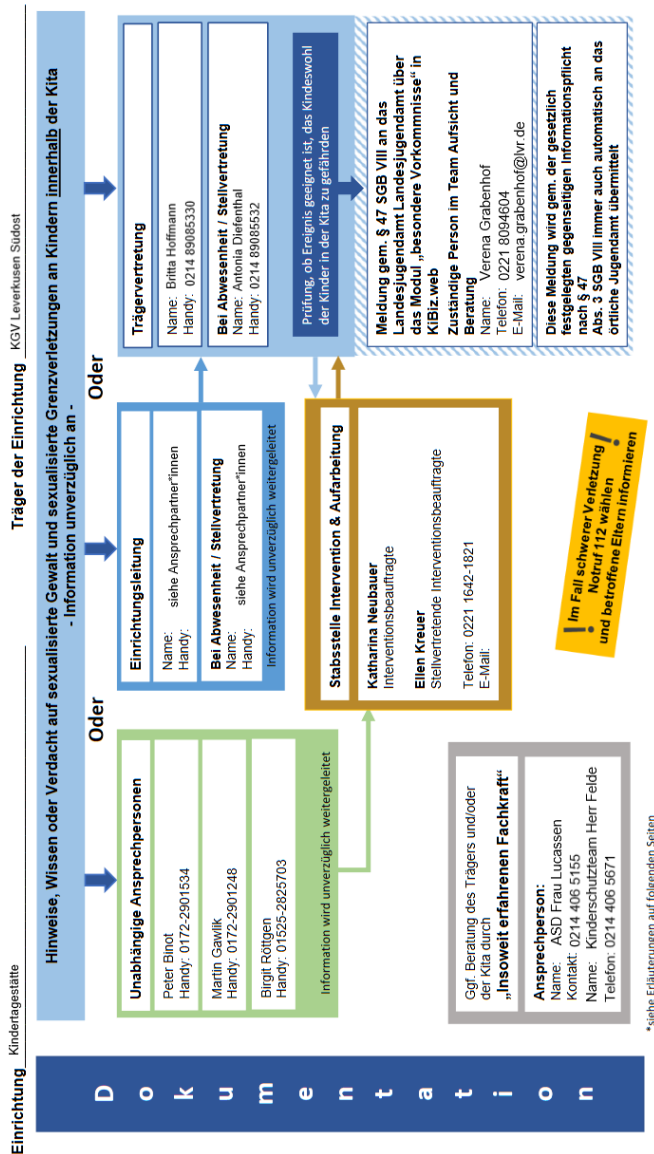 Einrichtung Kindertagestätte
Träger der Einrichtung KGV Leverkusen Südost
Hinweise, Wissen oder Verdacht auf sexualisierte Gewalt und sexualisierte Grenzverletzungen an Kindern innerhalb der Kita
- Information unverzüglich an -
Dokumentation
Oder
Oder
Unabhängige Ansprechpersonen
Peter Binot
Handy: 0172-2901534
Martin Gawlik
Handy: 0172-2901248
Birgit Röttgen
Handy: 01525-2825703
Information wird unverzüglich weitergeleitet
Einrichtungsleitung
Name: siehe Ansprechpartner*innen
Handy:
Bei Abwesenheit / Stellvertretung
Name: siehe Ansprechpartner*innen
Handy:
Information wird unverzüglich weitergeleitet
Trägervertretung
Name: Britta Hoffmann
Handy: 0214 89085330
Bei Abwesenheit / Stellvertretung
Name: Antonia Diefenthal
Handy: 0214 89085532
Prüfung, ob Ereignis geeignet ist, das Kindeswohl
der Kinder in der Kita zu gefährden
Stabsstelle Intervention & Aufarbeitung
Katharina Neubauer
Interventionsbeauftragte
Ellen Kreuer
Stellvertretende Interventionsbeauftragte
Telefon: 0221 1642-1821
E-Mail:
Meldung gem. § 47 SGB VIII an das
Landesjugendamt Landesjugendamt über
das Modul „besondere Vorkommnisse" in
KiBiz.web
Zuständige Person im Team Aufsicht und
Beratung
Name: Verena Grabenhof
Telefon: 0221 8094604
E-Mail: verena.grabenhof@lvr.de
Diese Meldung wird gem. der gesetzlich
festgelegten gegenseitigen Informationspflicht
nach § 47
Abs. 3 SGB VIII immer auch automatisch an das
örtliche Jugendamt übermittelt
Ggf. Beratung des Trägers und/oder
der Kita durch
„Insoweit erfahrenen Fachkraft"
Ansprechperson:
Name: ASD Frau Lucassen
Kontakt: 0214 406 5155
Name: Kinderschutzteam Herr Felde
Telefon: 0214 406 5671
! Im Fall schwerer Verletzung !
Notruf 112 wählen
und betroffene Eltern informieren
*siehe Erläuterungen auf folgenden Seiten